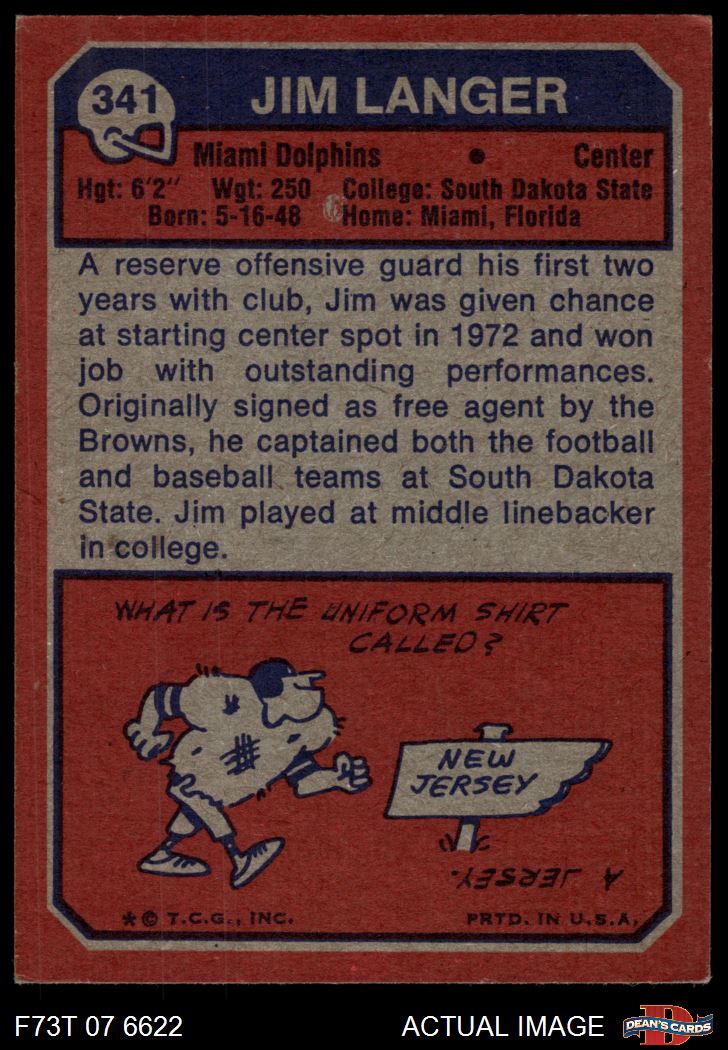 341
JIM LANGER
Miami Dolphins • Center
Hgt: 6'2" Wgt: 250 College: South Dakota State
Born: 5-16-48 Home: Miami, Florida
A reserve offensive guard his first two
years with club, Jim was given chance
at starting center spot in 1972 and won
job with outstanding performances.
Originally signed as free agent by the
Browns, he captained both the football
and baseball teams at South Dakota
State. Jim played at middle linebacker
in college.
WHAT IS THE UNIFORM SHIRT
CALLED?
#
NEW
JERSEY
A JERSEY.
* © T.C.G., INC. PRTD. IN U.S.A.
F73T 07 6622 ACTUAL IMAGE
D
DEAN'S CARDS